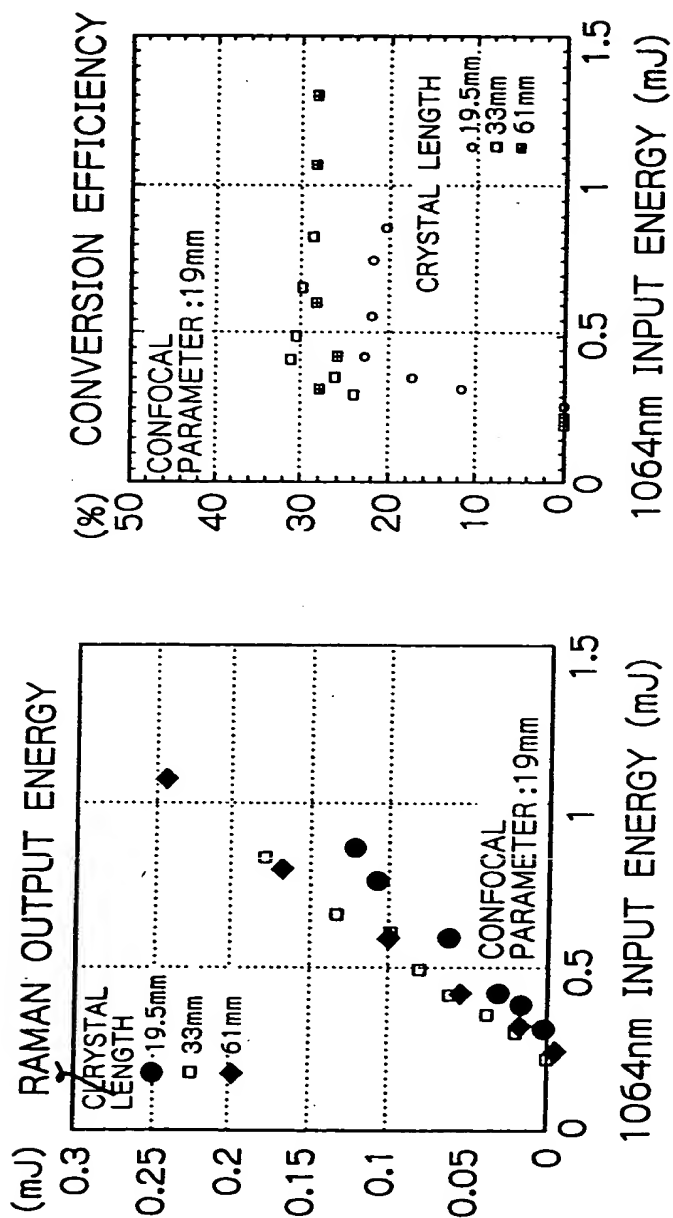 (mJ) RAMAN OUTPUT ENERGY
0.3
0.25
0.2
0.15
0.1
0.05
0
CLRYSTAL
LENGTH
19.5mm
33mm
61mm
CONFOCAL
PARAMETER:19mm
0
0.5
1
1.5
1064nm INPUT ENERGY (mJ)
(%) CONVERSION EFFICIENCY
50
40
30
20
10
0
CONFOCAL
PARAMETER:19mm
CRYSTAL LENGTH
19.5mm
33mm
61mm
0
0.5
1
1.5
1064nm INPUT ENERGY (mJ)